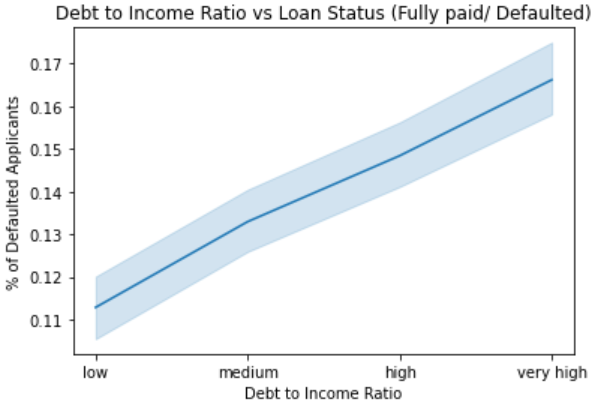 Debt to Income Ratio vs Loan Status (Fully paid/ Defaulted)
% of Defaulted Applicants
0.17
0.16
0.15
0.14
0.13
0.12
0.11
low medium high very high
Debt to Income Ratio